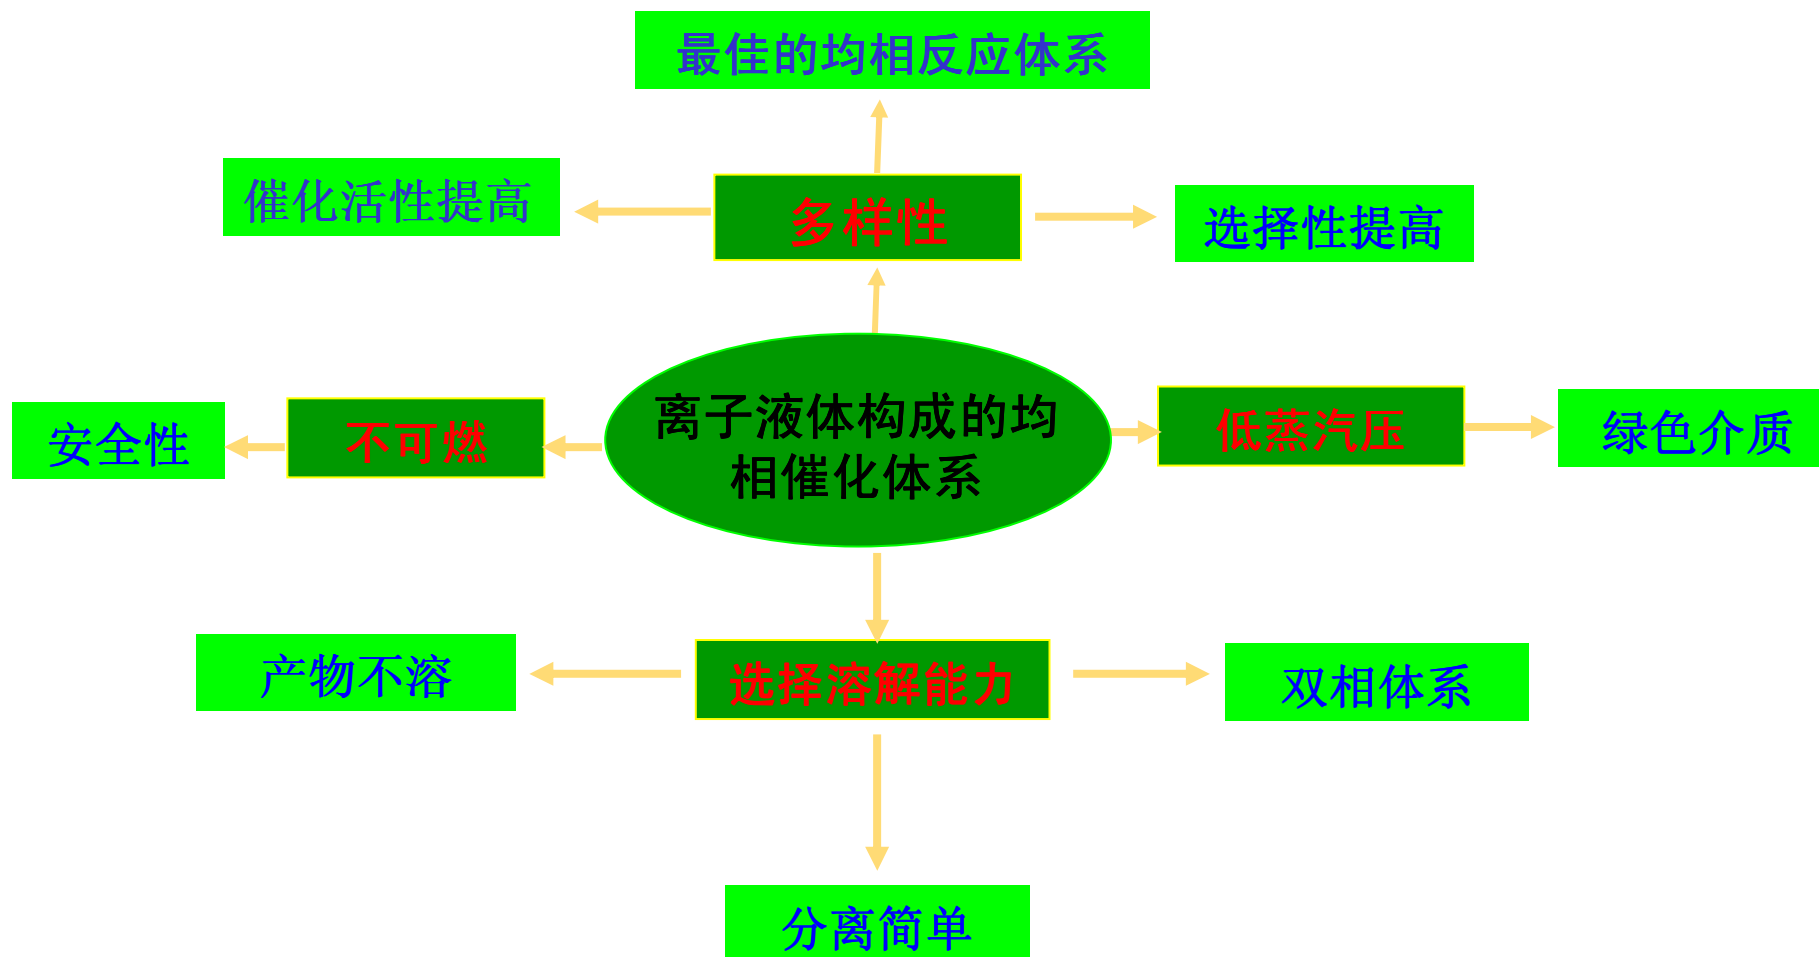 最佳的均相反应体系
催化活性提高
多样性
选择性提高
离子液体构成的均
相催化体系
安全性
不可燃
低蒸汽压
绿色介质
产物不溶
选择溶解能力
双相体系
分离简单